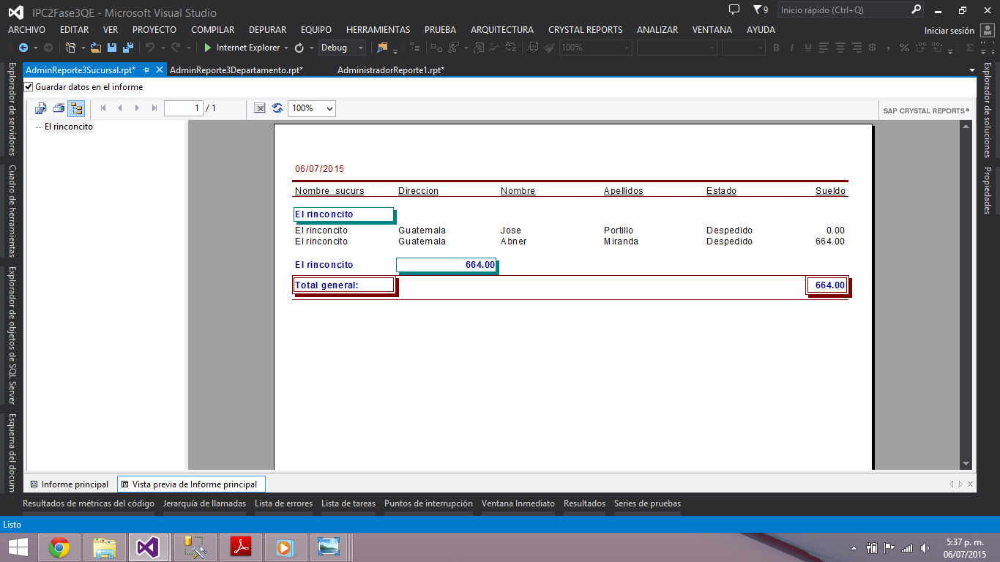 IPC2Fase3QE - Microsoft Visual Studio
9
Inicio rápido (Ctrl+Q)
ARCHIVO EDITAR VER PROYECTO COMPILAR DEPURAR EQUIPO HERRAMIENTAS PRUEBA ARQUITECTURA CRYSTAL REPORTS ANALIZAR VENTANA AYUDA
Iniciar sesión
Internet Explorer Debug 100%
AdminReporte3Sucursal.rpt* AdminReporte3Departamento.rpt* AdministradorReporte1.rpt*
Guardar datos en el informe
1 / 1 100%
SAP CRYSTAL REPORTS®
El rinconcito
06/07/2015
Nombre_sucurs Direccion Nombre Apellidos Estado Sueldo
El rinconcito
El rinconcito Guatemala Jose Portillo Despedido 0.00
El rinconcito Guatemala Abner Miranda Despedido 664.00
El rinconcito 664.00
Total general: 664.00
Explorador de servidores
Cuadro de herramientas
Explorador de objetos de SQL Server
Esquema del docum
Explorador de soluciones
Propiedades
Informe principal Vista previa de Informe principal
Resultados de métricas del código Jerarquía de llamadas Lista de errores Lista de tareas Puntos de interrupción Ventana Inmediato Resultados Series de pruebas
Listo
5:37 p. m.
06/07/2015